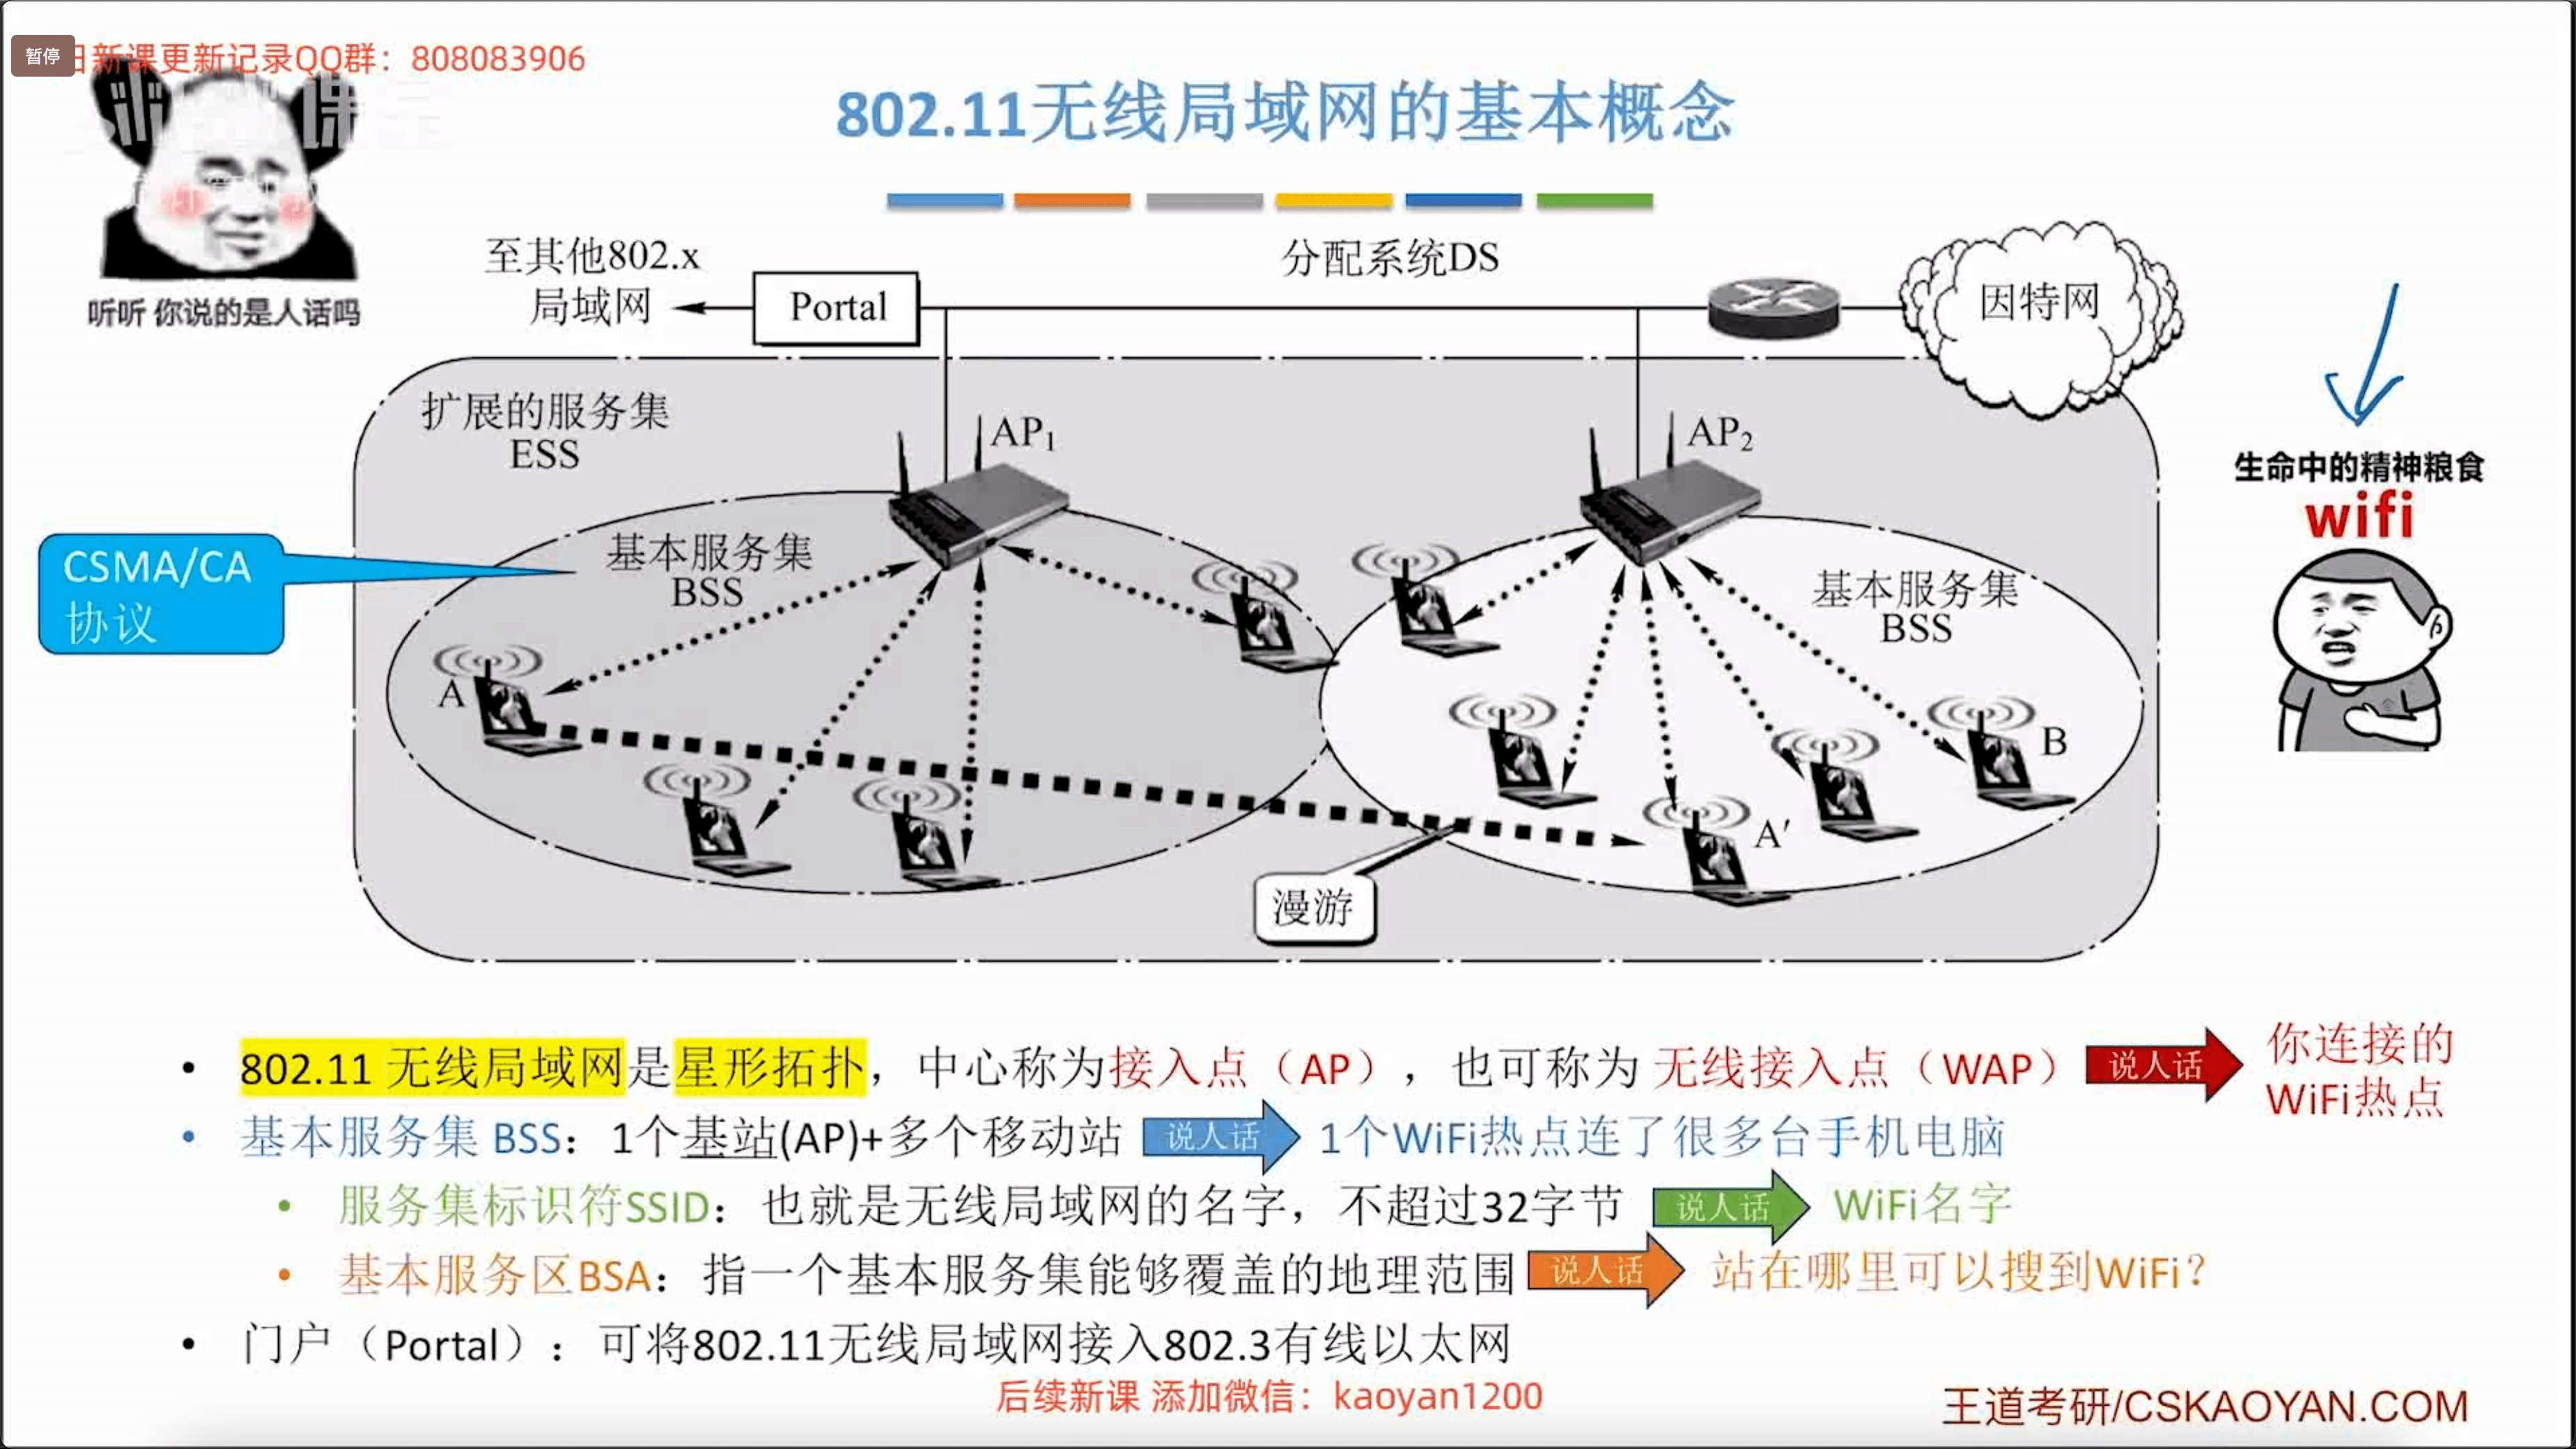 暂停
日新课更新记录QQ群：808083906
802.11无线局域网的基本概念
听听 你说的是人话吗
至其他802.x
局域网
Portal
分配系统DS
因特网
扩展的服务集
ESS
AP1
AP2
生命中的精神粮食
wifi
CSMA/CA
协议
基本服务集
BSS
基本服务集
BSS
A
B
A′
漫游
• 802.11 无线局域网是星形拓扑，中心称为接入点（AP），也可称为 无线接入点（WAP） 说人话 你连接的
WiFi热点
• 基本服务集 BSS：1个基站(AP)+多个移动站 说人话 1个WiFi热点连了很多台手机电脑
• 服务集标识符SSID：也就是无线局域网的名字，不超过32字节 说人话 WiFi名字
• 基本服务区BSA：指一个基本服务集能够覆盖的地理范围 说人话 站在哪里可以搜到WiFi?
• 门户（Portal）：可将802.11无线局域网接入802.3有线以太网
后续新课 添加微信：kaoyan1200
王道考研/CSKAOYAN.COM